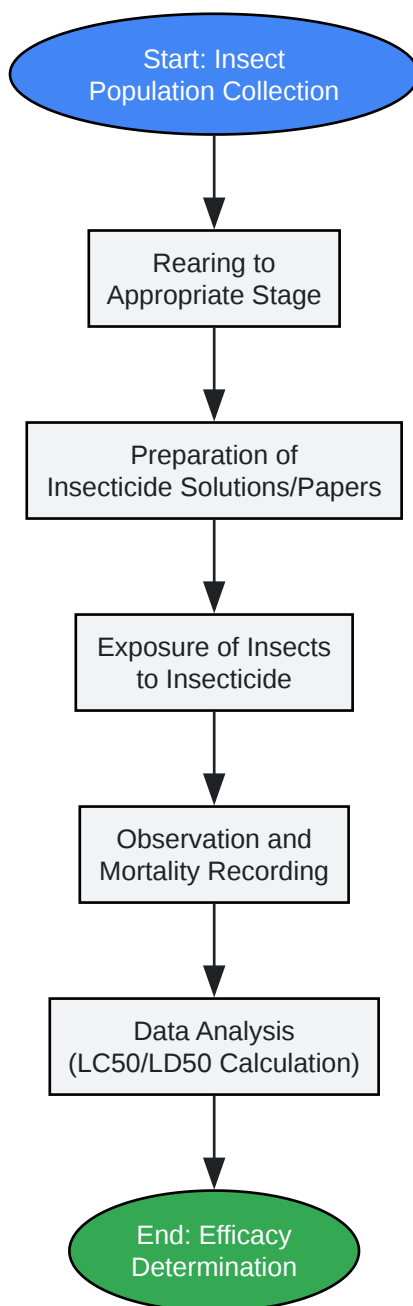 Start: Insect
Population Collection
Rearing to
Appropriate Stage
Preparation of
Insecticide Solutions/Papers
Exposure of Insects
to Insecticide
Observation and
Mortality Recording
Data Analysis
(LC50/LD50 Calculation)
End: Efficacy
Determination